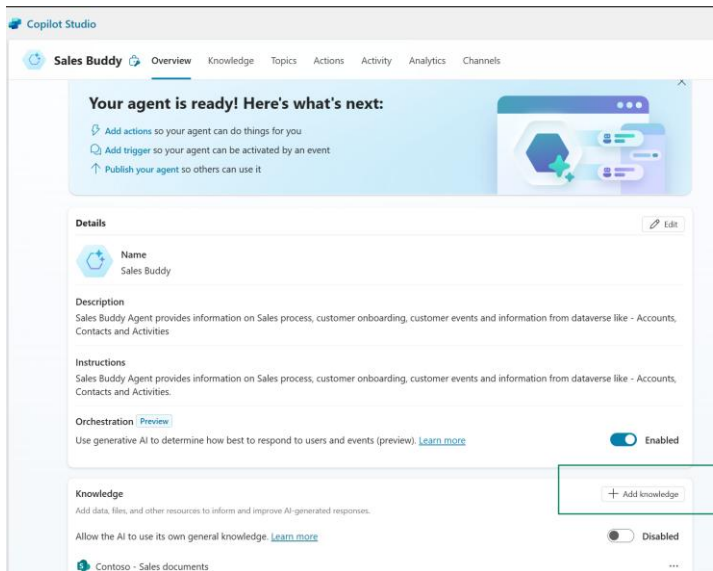 Copilot Studio
Sales Buddy Overview Knowledge Topics Actions Activity Analytics Channels
Your agent is ready! Here's what's next:
Add actions so your agent can do things for you
Add trigger so your agent can be activated by an event
Publish your agent so others can use it
Details
Edit
Name
Sales Buddy
Description
Sales Buddy Agent provides information on Sales process, customer onboarding, customer events and information from dataverse like - Accounts,
Contacts and Activities
Instructions
Sales Buddy Agent provides information on Sales process, customer onboarding, customer events and information from dataverse like - Accounts,
Contacts and Activities.
Orchestration Preview
Use generative AI to determine how best to respond to users and events (preview). Learn more
Enabled
Knowledge
+ Add knowledge
Add data, files, and other resources to inform and improve AI-generated responses.
Allow the AI to use its own general knowledge. Learn more
Disabled
Contoso - Sales documents